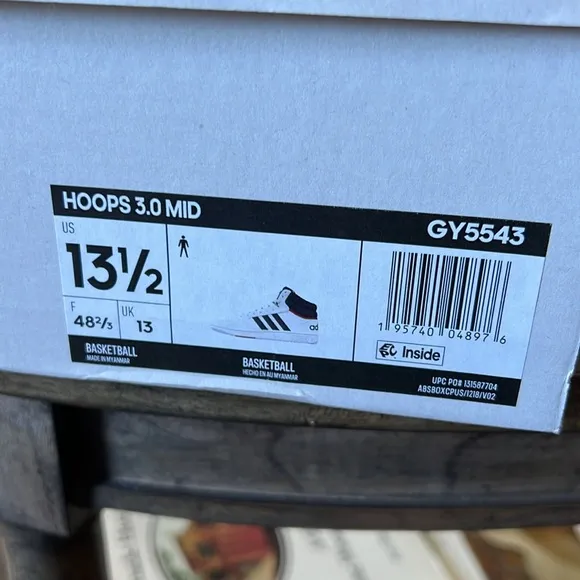 HOOPS 3.0 MID
GY5543
US
13½
F
48⅔
UK
13
1 95740 04897 6
Inside
BASKETBALL
MADE IN MYANMAR
BASKETBALL
HECHO EN AU MYANMAR
UPC PO# 131587704
ABSBOXCPUS/1218/V02